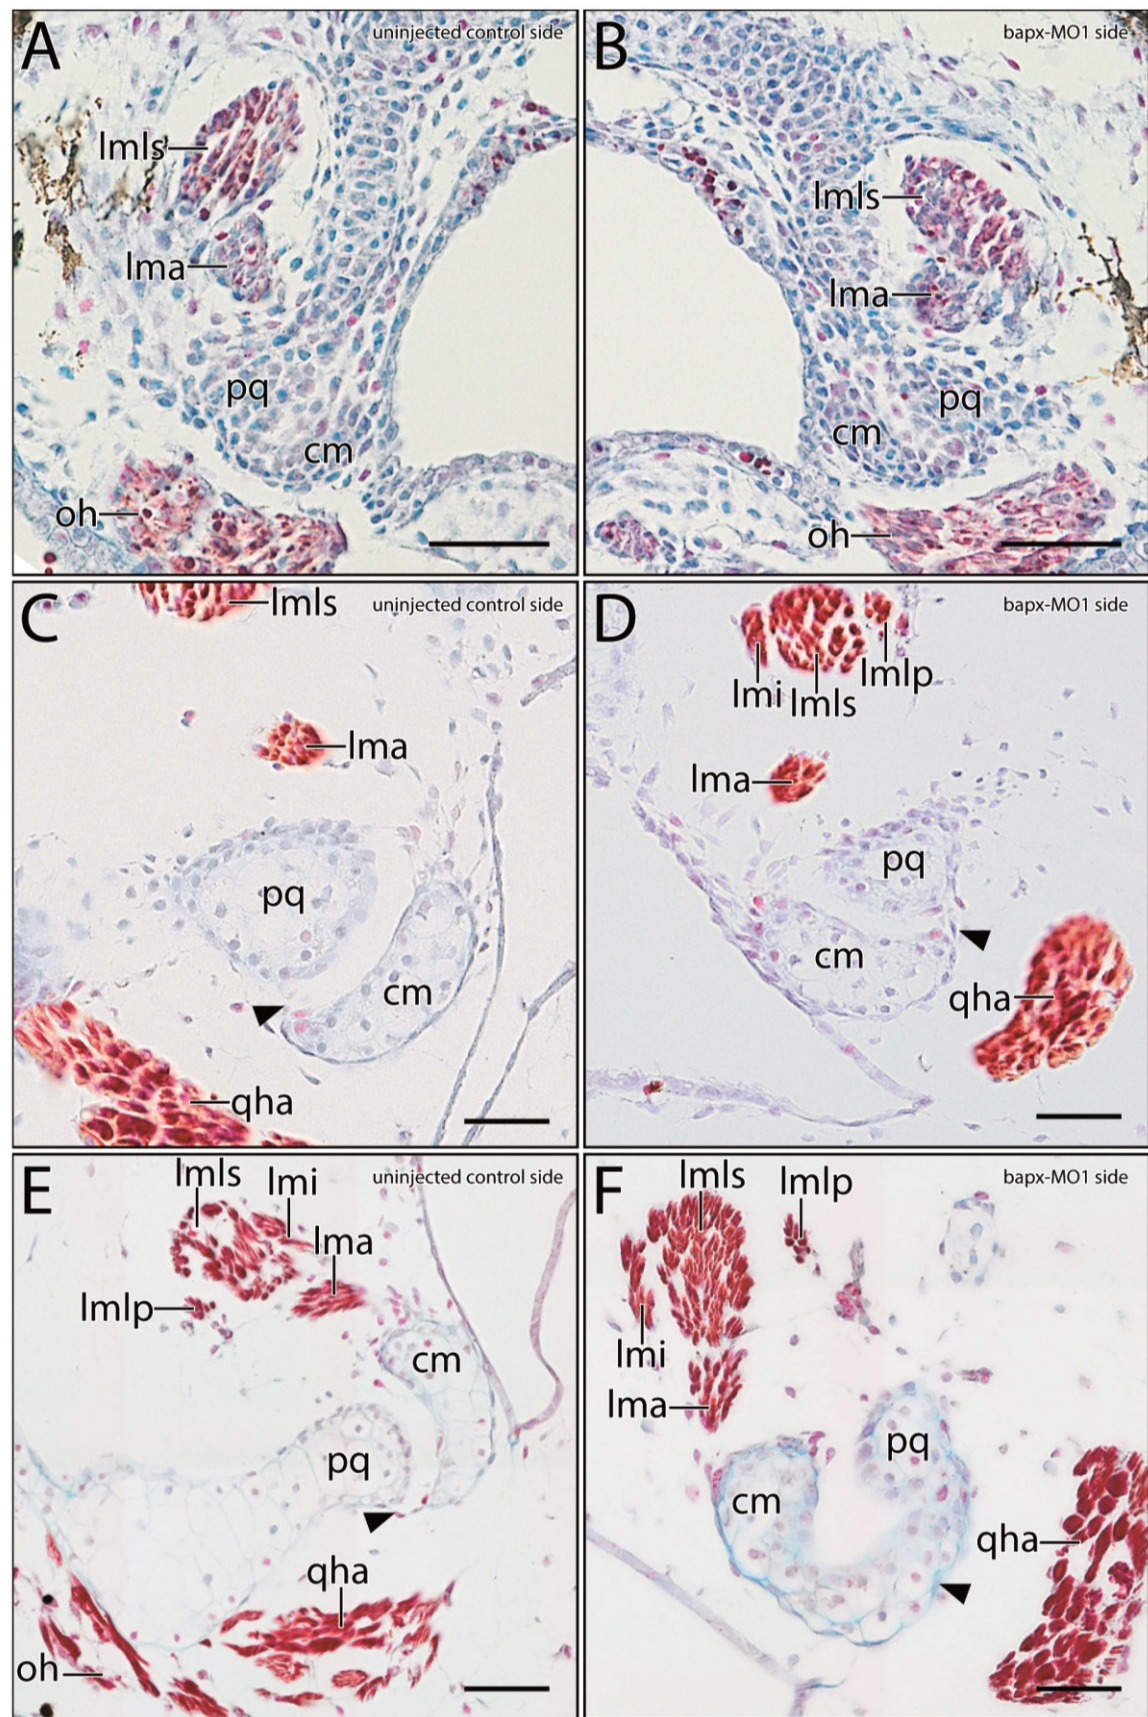 A
uninjected control side
lmls
lma
pq
cm
oh
B
bapx-MO1 side
lmls
lma
pq
cm
oh
C
uninjected control side
lmls
lma
pq
cm
qha
D
bapx-MO1 side
lmi
lmls
lmlp
lma
pq
cm
qha
E
uninjected control side
lmls
lmi
lma
lmlp
cm
pq
qha
oh
F
bapx-MO1 side
lmls
lmlp
lmi
lma
pq
cm
qha